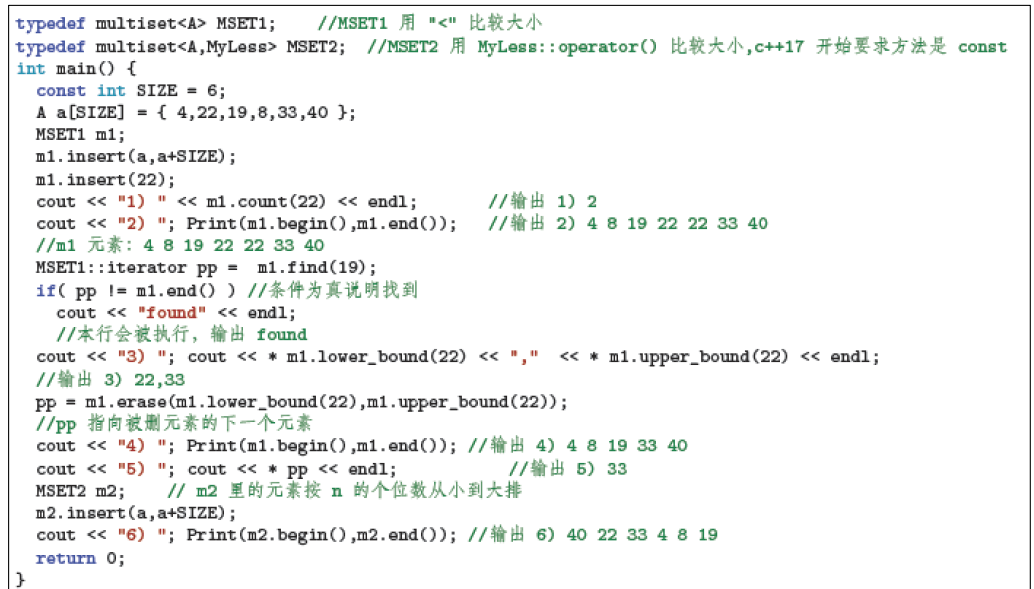 typedef multiset<A> MSET1;    //MSET1 用 "<" 比较大小
typedef multiset<A,MyLess> MSET2;  //MSET2 用 MyLess::operator() 比较大小,c++17 开始要求方法是 const
int main() {
  const int SIZE = 6;
  A a[SIZE] = { 4,22,19,8,33,40 };
  MSET1 m1;
  m1.insert(a,a+SIZE);
  m1.insert(22);
  cout << "1) " << m1.count(22) << endl;       //输出 1) 2
  cout << "2) "; Print(m1.begin(),m1.end());   //输出 2) 4 8 19 22 22 33 40
  //m1 元素: 4 8 19 22 22 33 40
  MSET1::iterator pp =  m1.find(19);
  if( pp != m1.end() ) //条件为真说明找到
    cout << "found" << endl;
    //本行会被执行, 输出 found
  cout << "3) "; cout << * m1.lower_bound(22) << ","  << * m1.upper_bound(22) << endl;
  //输出 3) 22,33
  pp = m1.erase(m1.lower_bound(22),m1.upper_bound(22));
  //pp 指向被删元素的下一个元素
  cout << "4) "; Print(m1.begin(),m1.end()); //输出 4) 4 8 19 33 40
  cout << "5) "; cout << * pp << endl;          //输出 5) 33
  MSET2 m2;    // m2 里的元素按 n 的个位数从小到大排
  m2.insert(a,a+SIZE);
  cout << "6) "; Print(m2.begin(),m2.end()); //输出 6) 40 22 33 4 8 19
  return 0;
}